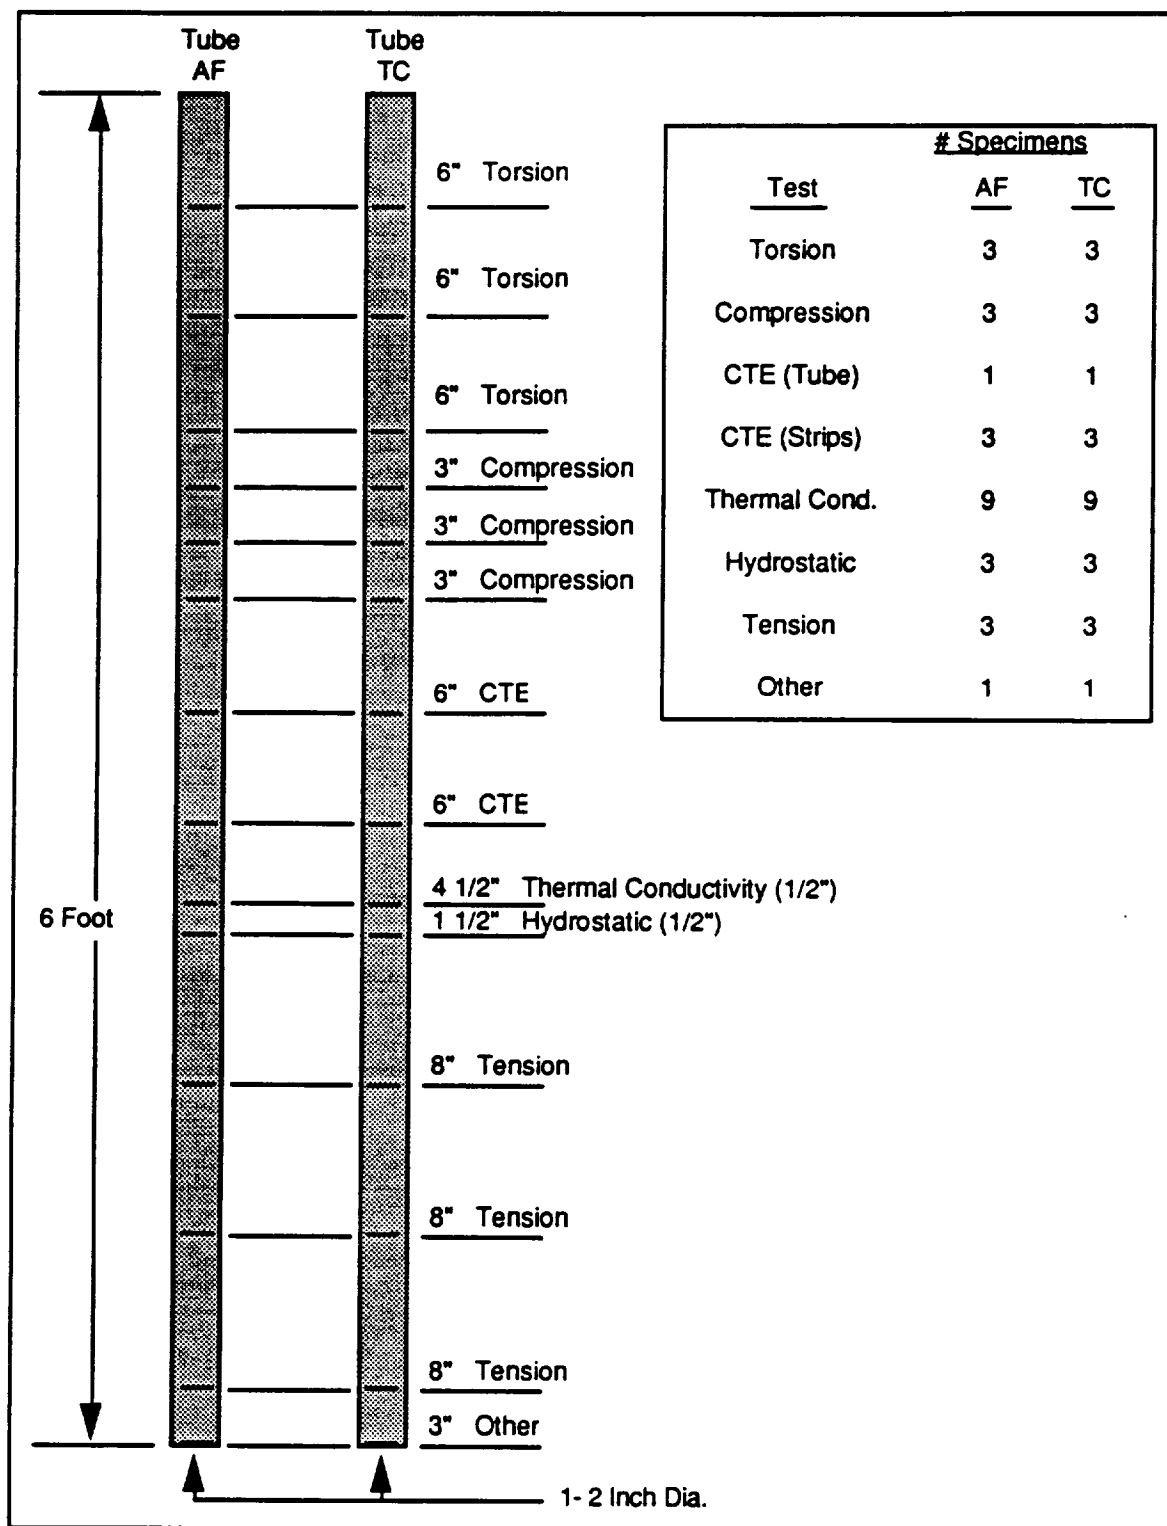 Tube Tube
AF TC
6" Torsion
6" Torsion
6" Torsion
3" Compression
3" Compression
3" Compression
6" CTE
6" CTE
4 1/2" Thermal Conductivity (1/2")
1 1/2" Hydrostatic (1/2")
6 Foot
8" Tension
8" Tension
8" Tension
3" Other
1- 2 Inch Dia.
# Specimens
Test AF TC
Torsion 3 3
Compression 3 3
CTE (Tube) 1 1
CTE (Strips) 3 3
Thermal Cond. 9 9
Hydrostatic 3 3
Tension 3 3
Other 1 1